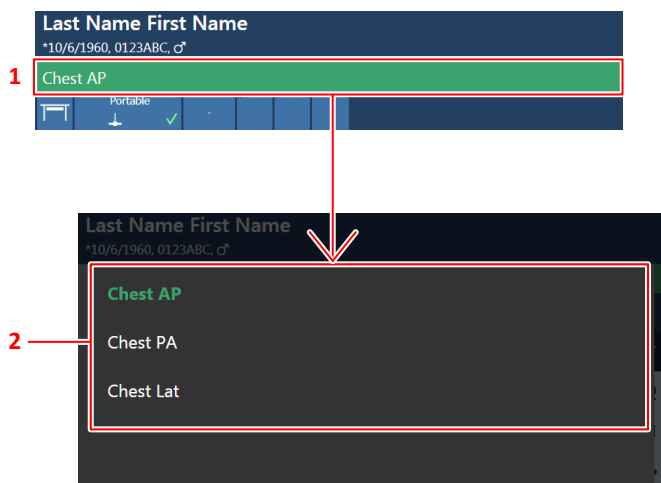 Last Name First Name
*10/6/1960, 0123ABC, ♂
1
Chest AP
Portable
Last Name First Name
*10/6/1960, 0123ABC, ♂
Chest AP
2
Chest PA
Chest Lat